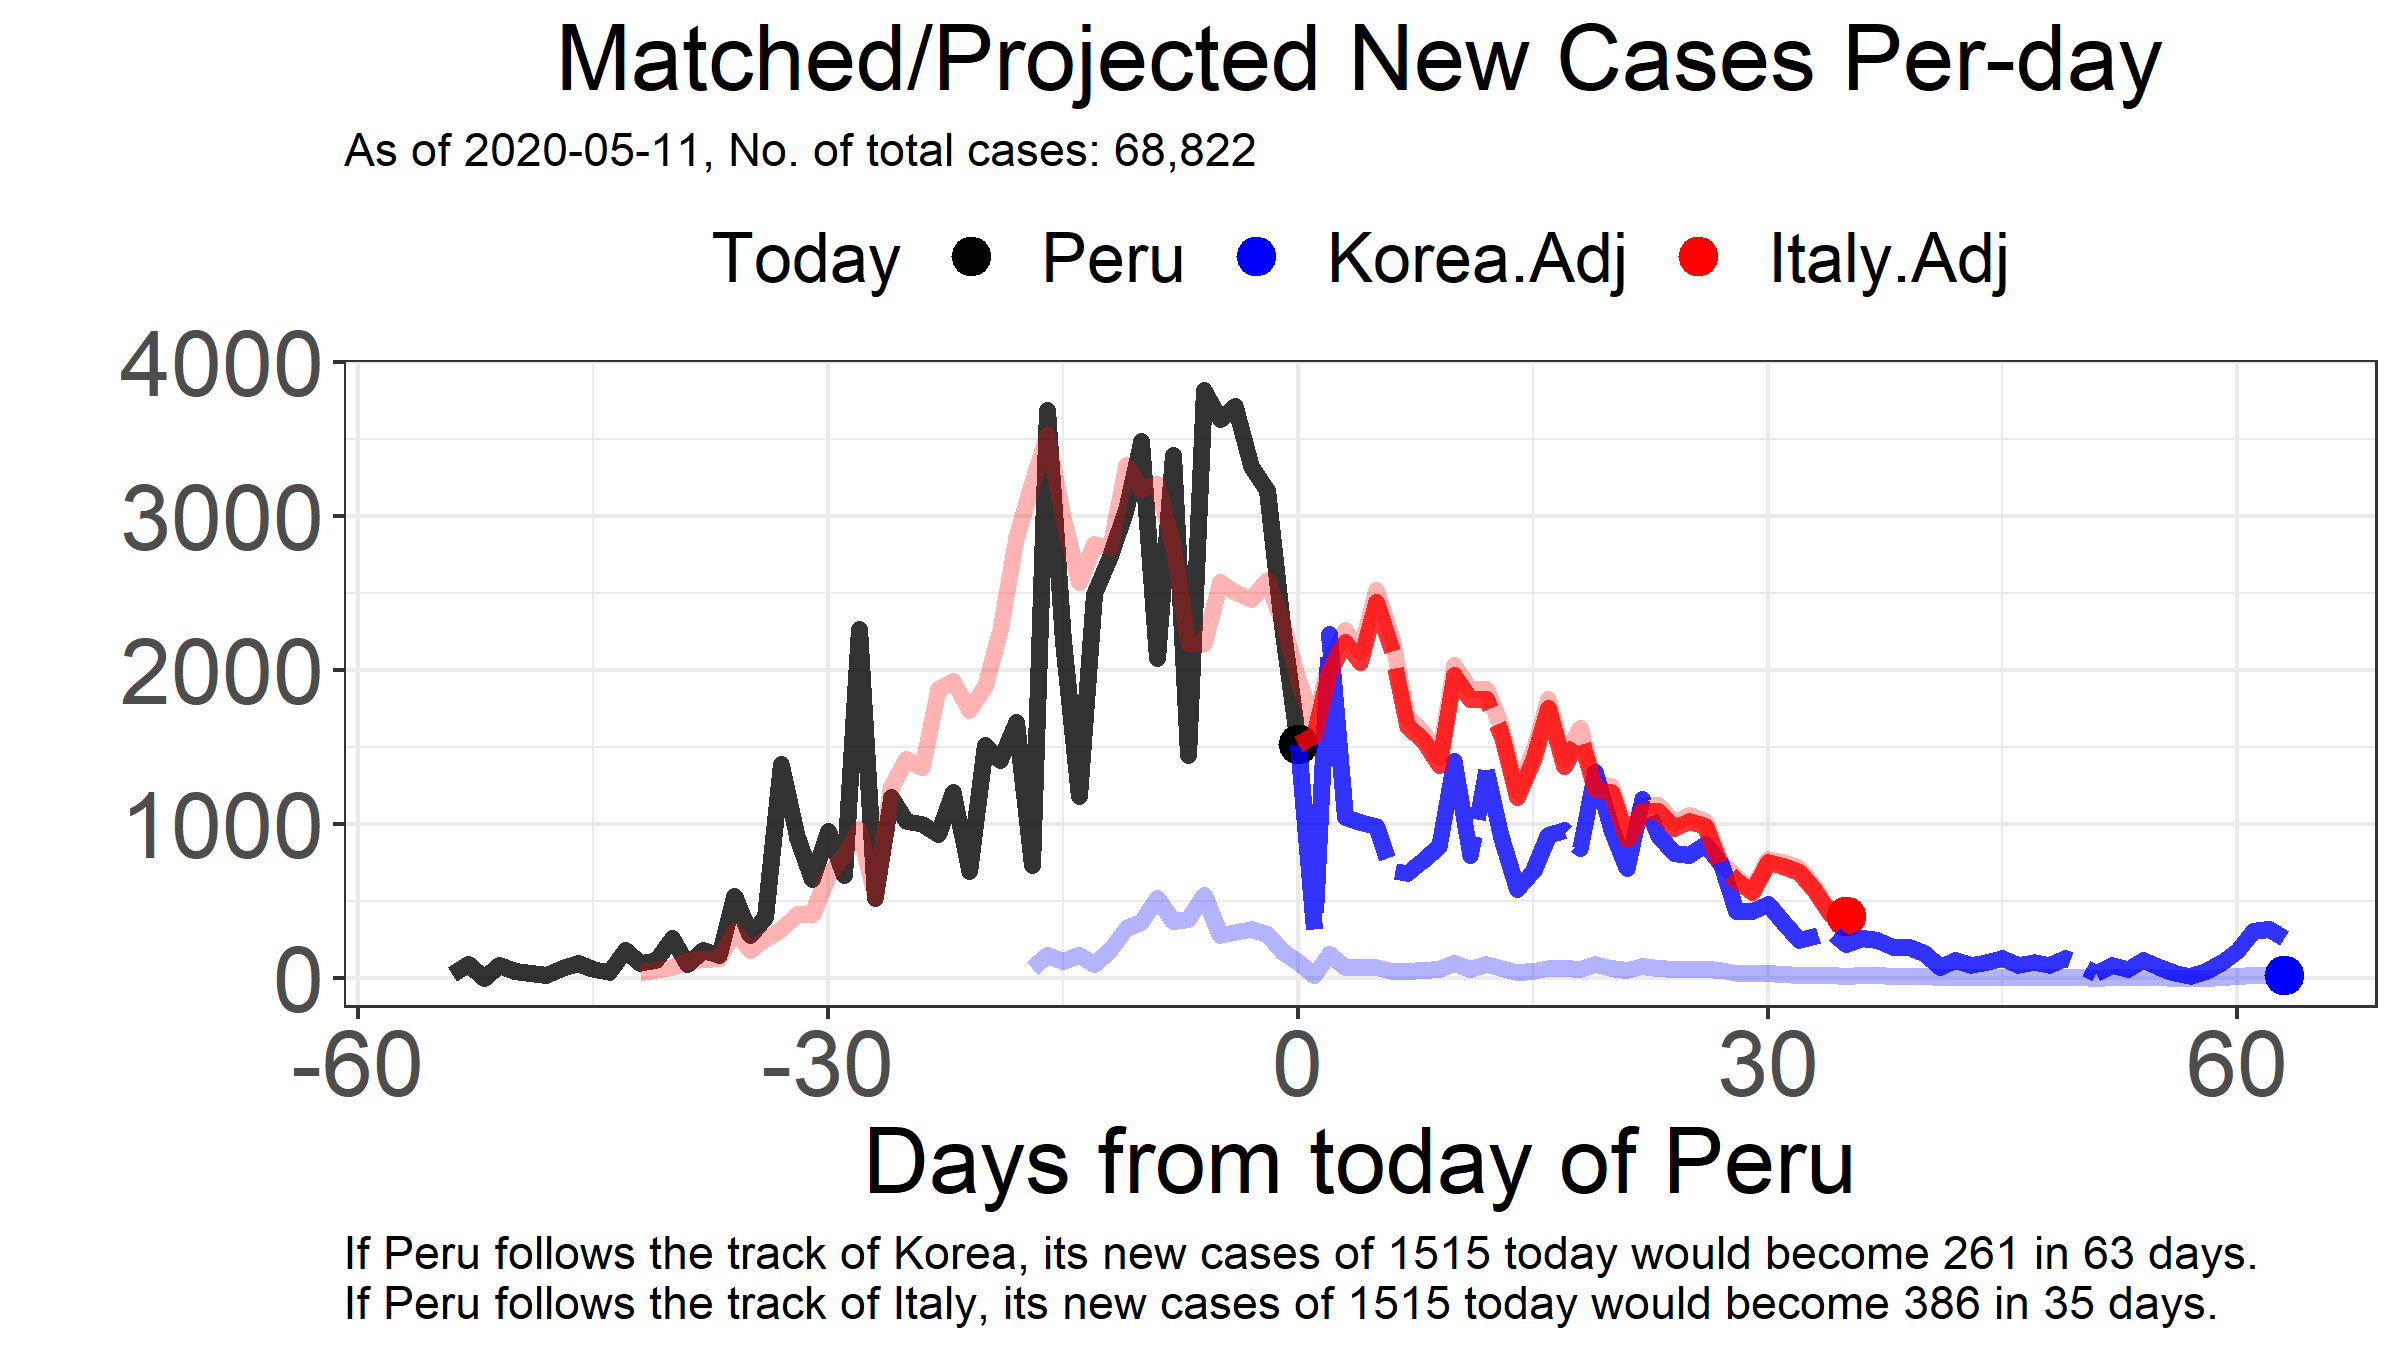 Matched/Projected New Cases Per-day
As of 2020-05-11, No. of total cases: 68,822
Today Peru Korea.Adj Italy.Adj
4000
3000
2000
1000
0
-60 -30 0 30 60
Days from today of Peru
If Peru follows the track of Korea, its new cases of 1515 today would become 261 in 63 days.
If Peru follows the track of Italy, its new cases of 1515 today would become 386 in 35 days.